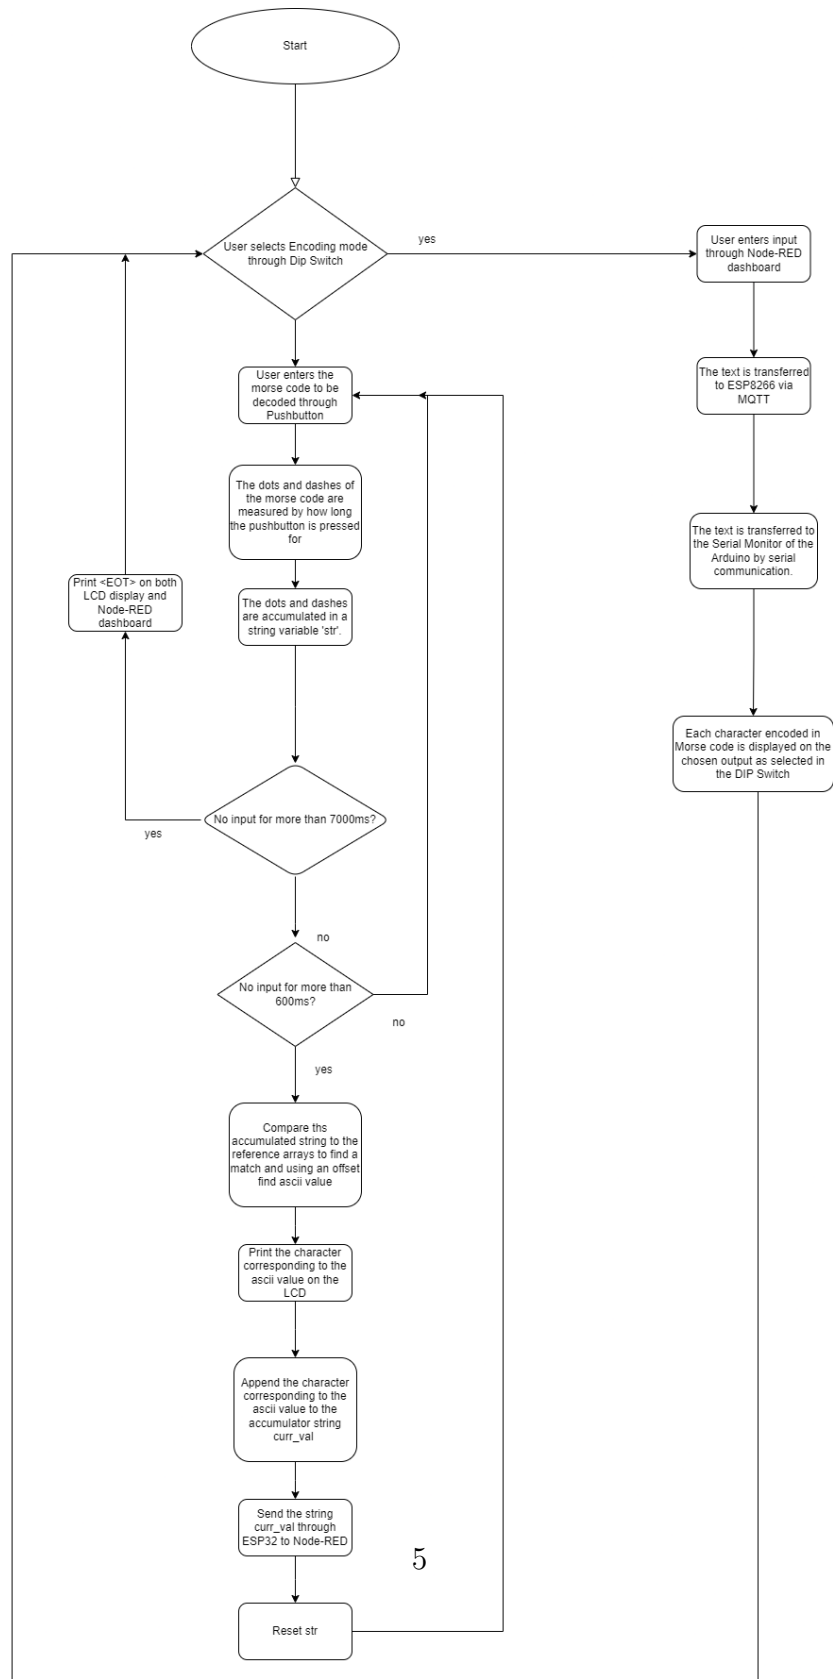 Start
User selects Encoding mode
through Dip Switch
yes
User enters input
through Node-RED
dashboard
The text is transferred
to ESP8266 via
MQTT
The text is transferred to
the Serial Monitor of the
Arduino by serial
communication.
Each character encoded in
Morse code is displayed on the
chosen output as selected in
the DIP Switch
User enters the
morse code to be
decoded through
Pushbutton
The dots and dashes of
the morse code are
measured by how long
the pushbutton is pressed
for
Print <EOT> on both
LCD display and
Node-RED
dashboard
The dots and dashes
are accumulated in a
string variable 'str'.
No input for more than 7000ms?
yes
no
No input for more than
600ms?
no
yes
Compare ths
accumulated string to the
reference arrays to find a
match and using an offset
find ascii value
Print the character
corresponding to the
ascii value on the
LCD
Append the character
corresponding to the
ascii value to the
accumulator string
curr_val
Send the string
curr_val through
ESP32 to Node-RED
5
Reset str